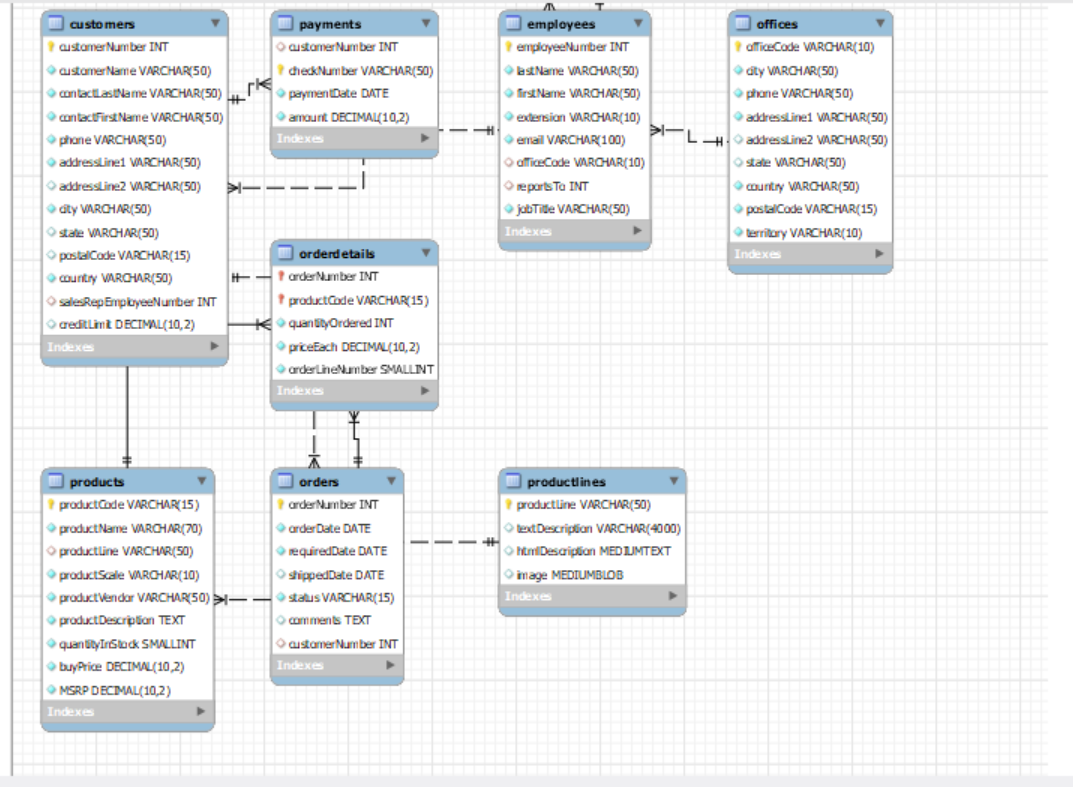 customers
customerNumber INT
customerName VARCHAR(50)
contactLastName VARCHAR(50)
contactFirstName VARCHAR(50)
phone VARCHAR(50)
addressLine1 VARCHAR(50)
addressLine2 VARCHAR(50)
city VARCHAR(50)
state VARCHAR(50)
postalCode VARCHAR(15)
country VARCHAR(50)
salesRepEmployeeNumber INT
creditLimit DECIMAL(10,2)
Indexes
payments
customerNumber INT
checkNumber VARCHAR(50)
paymentDate DATE
amount DECIMAL(10,2)
Indexes
employees
employeeNumber INT
lastName VARCHAR(50)
firstName VARCHAR(50)
extension VARCHAR(10)
email VARCHAR(100)
officeCode VARCHAR(10)
reportsTo INT
jobTitle VARCHAR(50)
Indexes
offices
officeCode VARCHAR(10)
city VARCHAR(50)
phone VARCHAR(50)
addressLine1 VARCHAR(50)
addressLine2 VARCHAR(50)
state VARCHAR(50)
country VARCHAR(50)
postalCode VARCHAR(15)
territory VARCHAR(10)
Indexes
orderdetails
orderNumber INT
productCode VARCHAR(15)
quantityOrdered INT
priceEach DECIMAL(10,2)
orderLineNumber SMALLINT
Indexes
products
productCode VARCHAR(15)
productName VARCHAR(70)
productLine VARCHAR(50)
productScale VARCHAR(10)
productVendor VARCHAR(50)
productDescription TEXT
quantityInStock SMALLINT
buyPrice DECIMAL(10,2)
MSRP DECIMAL(10,2)
Indexes
orders
orderNumber INT
orderDate DATE
requiredDate DATE
shippedDate DATE
status VARCHAR(15)
comments TEXT
customerNumber INT
Indexes
productlines
productLine VARCHAR(50)
textDescription VARCHAR(4000)
htmlDescription MEDIUMTEXT
image MEDIUMBLOB
Indexes